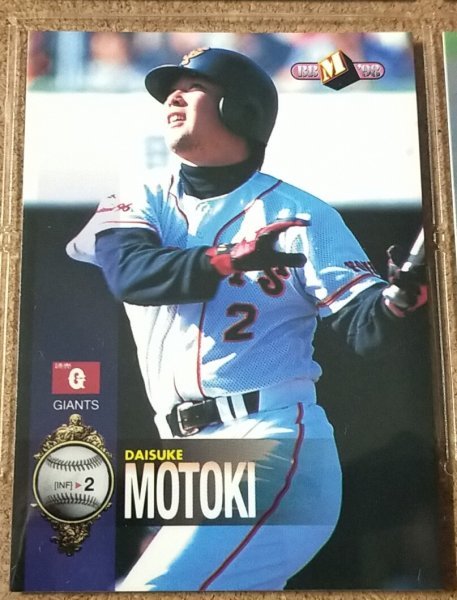 BBM '98
2
G
GIANTS
[INF] ▶ 2
DAISUKE
MOTOKI